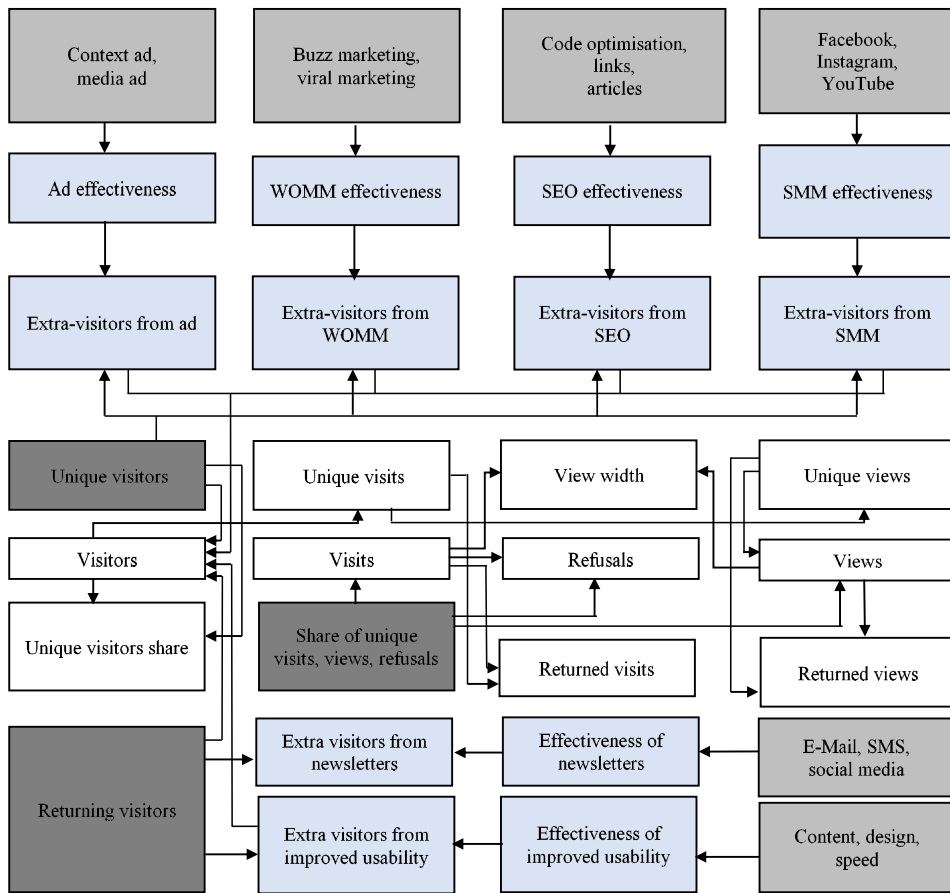 Context ad,
media ad
Buzz marketing,
viral marketing
Code optimisation,
links,
articles
Facebook,
Instagram,
YouTube
Ad effectiveness
WOMM effectiveness
SEO effectiveness
SMM effectiveness
Extra-visitors from ad
Extra-visitors from
WOMM
Extra-visitors from
SEO
Extra-visitors from
SMM
Unique visitors
Unique visits
View width
Unique views
Visitors
Visits
Refusals
Views
Unique visitors share
Share of unique
visits, views, refusals
Returned visits
Returned views
Returning visitors
Extra visitors from
newsletters
Effectiveness of
newsletters
E-Mail, SMS,
social media
Extra visitors from
improved usability
Effectiveness of
improved usability
Content, design,
speed